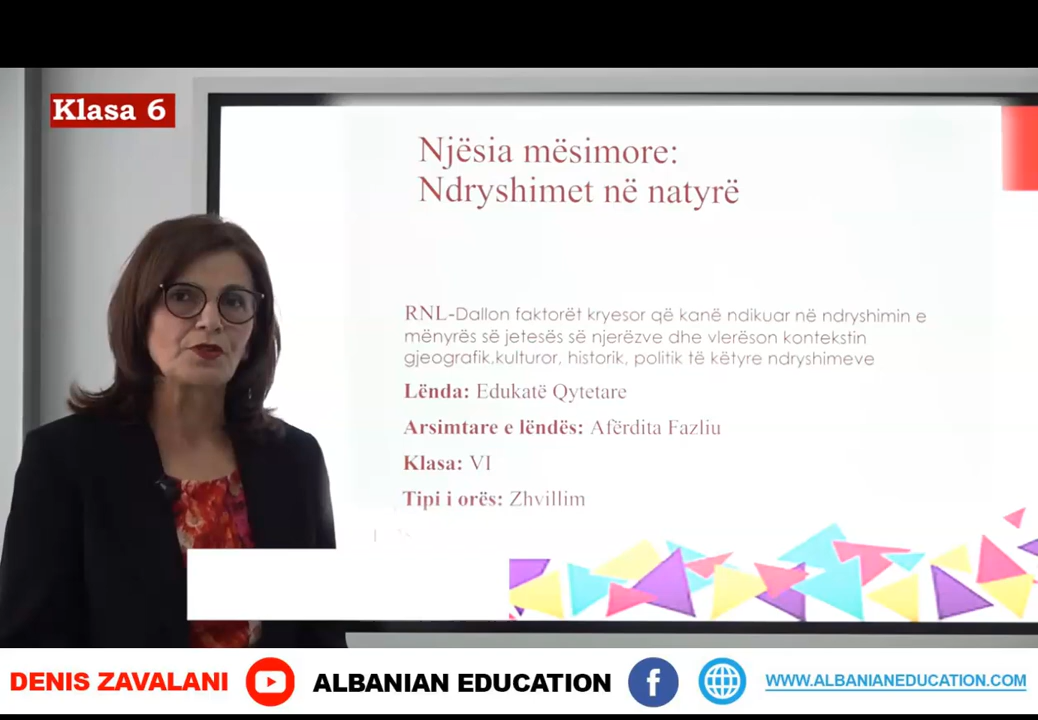 Klasa 6
Njësia mësimore:
Ndryshimet në natyrë
RNL-Dallon faktorët kryesor që kanë ndikuar në ndryshimin e
mënyrës së jetesës së njerëzve dhe vlerëson kontekstin
gjeografik,kulturor, historik, politik të këtyre ndryshimeve
Lënda: Edukatë Qytetare
Arsimtare e lëndës: Afërdita Fazliu
Klasa: VI
Tipi i orës: Zhvillim
DENIS ZAVALANI
ALBANIAN EDUCATION
WWW.ALBANIANEDUCATION.COM